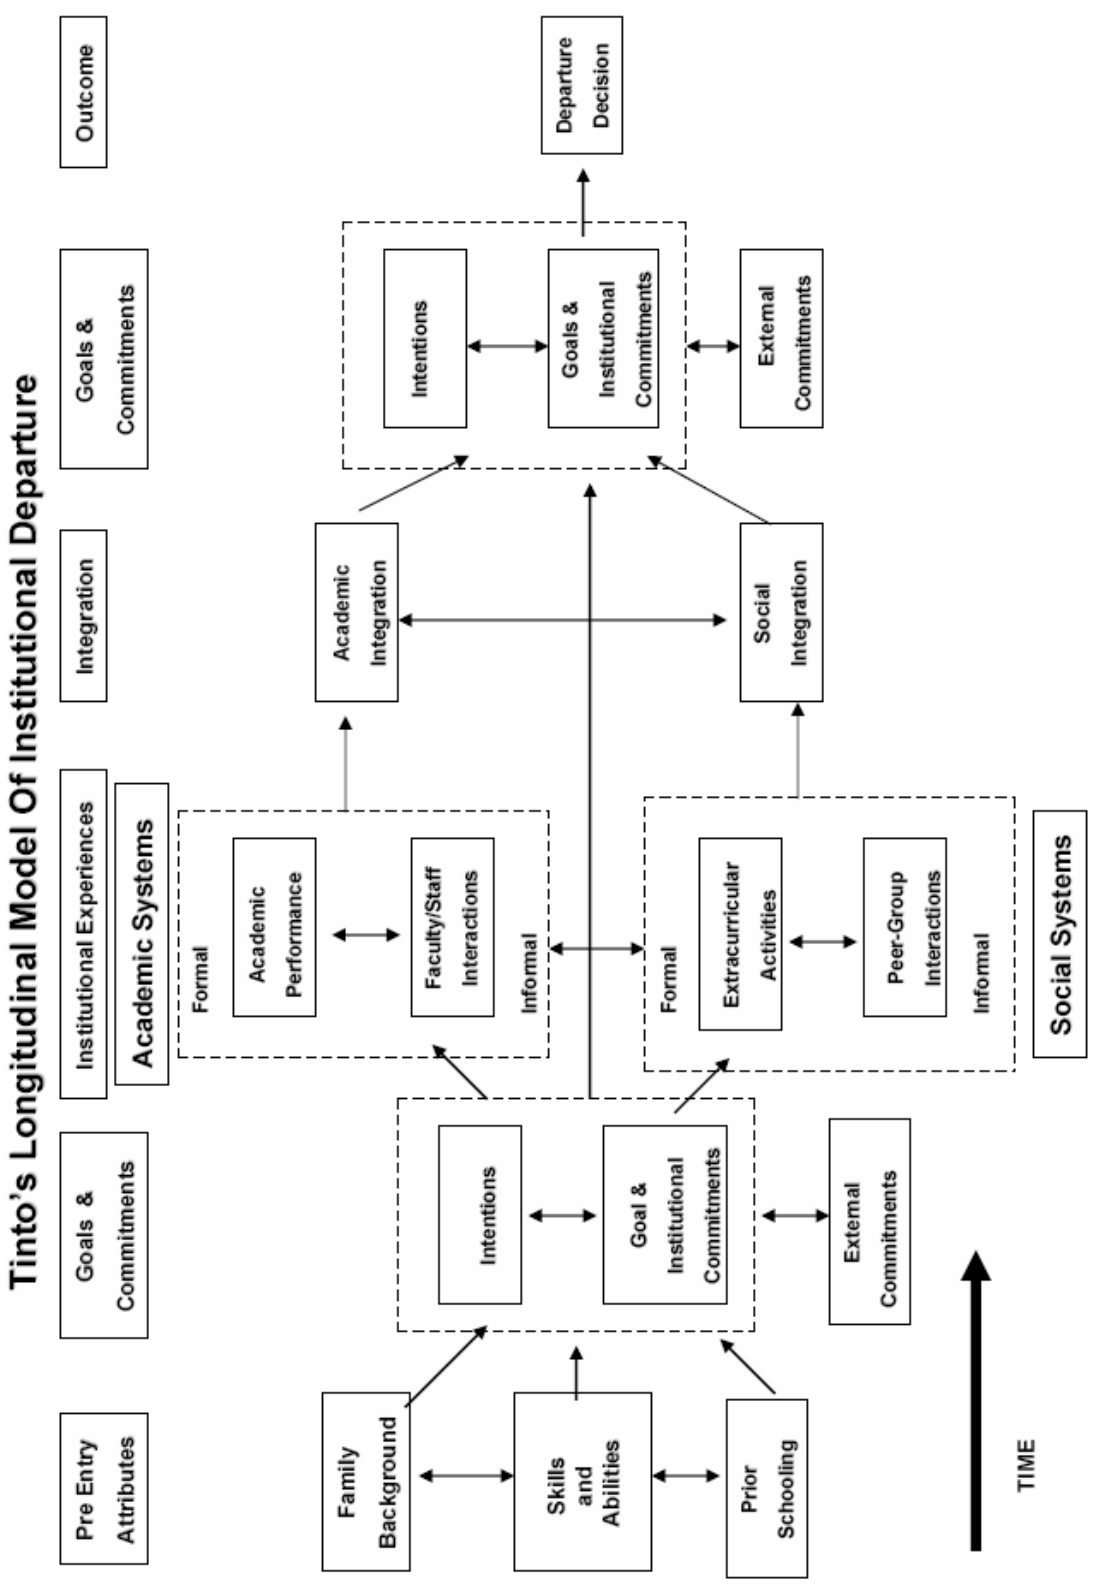 Tinto’s Longitudinal Model Of Institutional Departure
Pre Entry
Attributes
Goals &
Commitments
Institutional Experiences
Integration
Goals &
Commitments
Outcome
Academic Systems
Family
Background
Skills
and
Abilities
Prior
Schooling
Intentions
Goal &
Institutional
Commitments
External
Commitments
Formal
Academic
Performance
Faculty/Staff
Interactions
Informal
Formal
Extracurricular
Activities
Peer-Group
Interactions
Informal
Social Systems
Academic
Integration
Social
Integration
Intentions
Goals &
Institutional
Commitments
External
Commitments
Departure
Decision
TIME